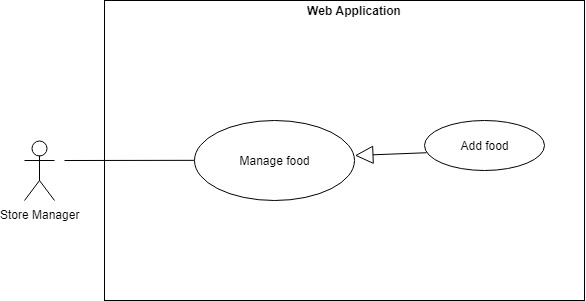 Web Application
Manage food
Add food
Store Manager